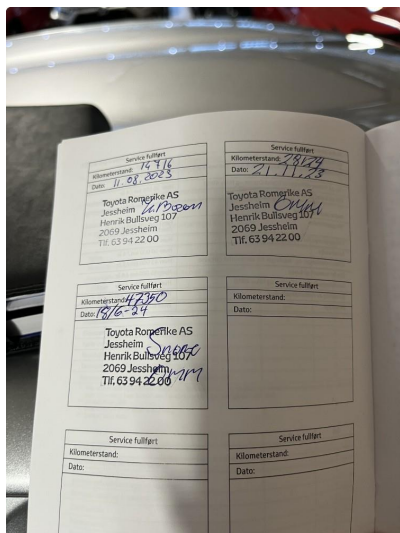 Service fullført
Kilometerstand: 14716
Dato: 11.08.2023
Toyota Romerike AS
Jessheim
Henrik Bullsveg 107
2069 Jessheim
Tlf. 63 94 22 00
Service fullført
Kilometerstand: 28124
Dato: 21.11.23
Toyota Romerike AS
Jessheim
Henrik Bullsveg 107
2069 Jessheim
Tlf. 63 94 22 00
Service fullført
Kilometerstand: 47350
Dato: 18/6-24
Toyota Romerike AS
Jessheim
Henrik Bullsveg 107
2069 Jessheim
Tlf. 63 94 22 00
Service fullført
Kilometerstand:
Dato:
Service fullført
Kilometerstand:
Dato:
Service fullført
Kilometerstand:
Dato: